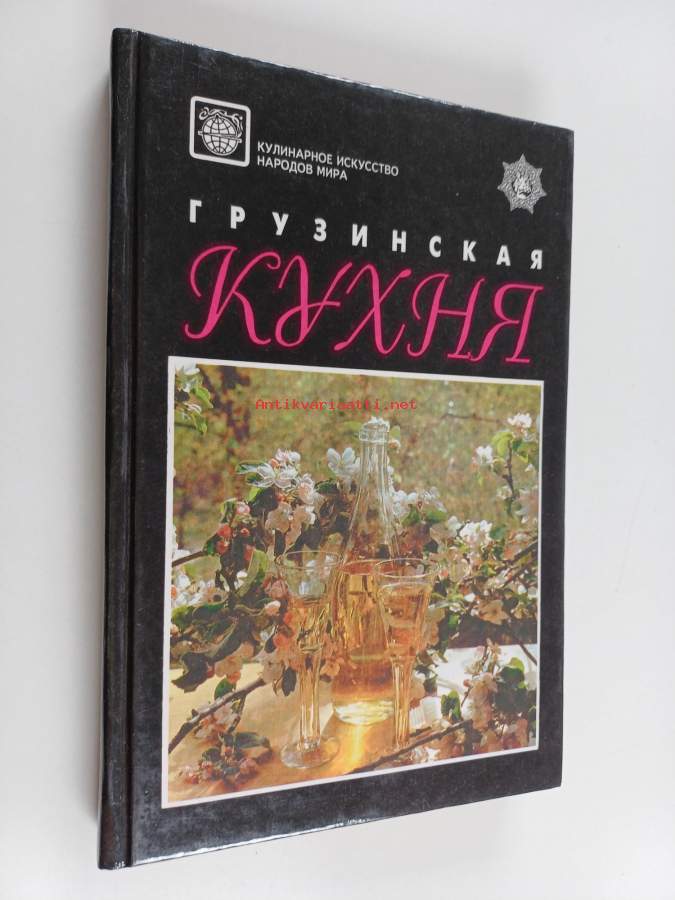 КУЛИНАРНОЕ ИСКУССТВО
НАРОДОВ МИРА
ГРУЗИНСКАЯ
КУХНЯ
Antikvariaatti.net